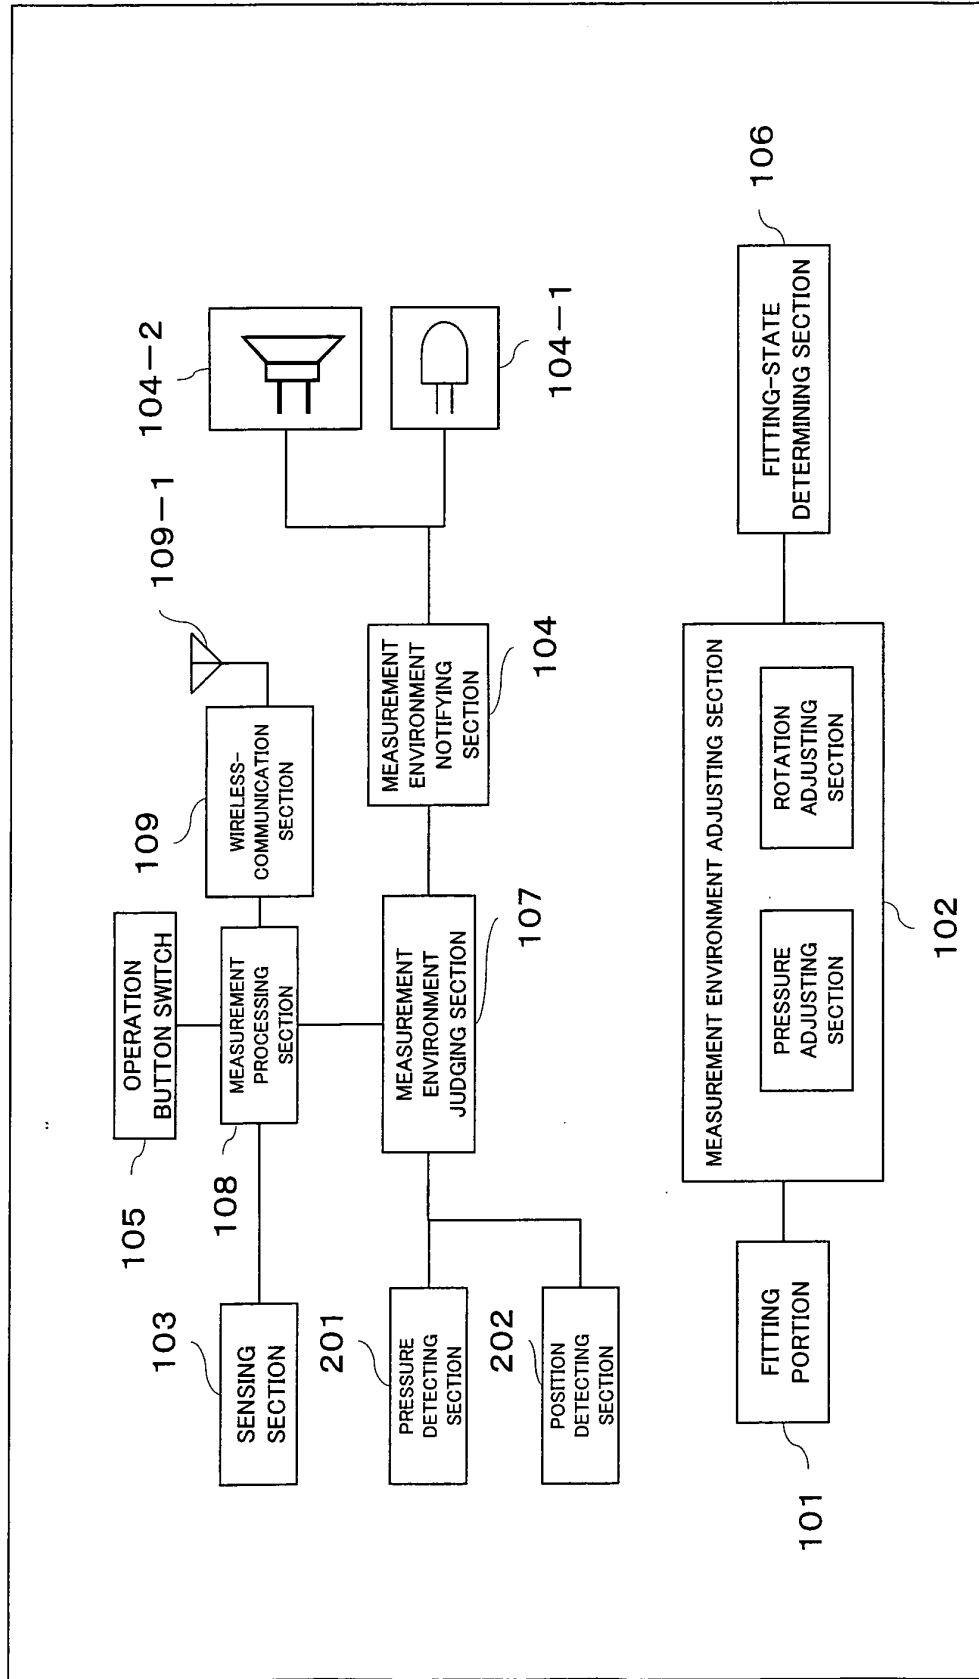 105
OPERATION
BUTTON SWITCH
109
109-1
104-2
103
SENSING
SECTION
108
MEASUREMENT
PROCESSING
SECTION
WIRELESS-
COMMUNICATION
SECTION
104-1
201
PRESSURE
DETECTING
SECTION
MEASUREMENT
ENVIRONMENT
JUDGING SECTION
107
MEASUREMENT
ENVIRONMENT
NOTIFYING
SECTION
104
202
POSITION
DETECTING
SECTION
101
FITTING
PORTION
MEASUREMENT ENVIRONMENT ADJUSTING SECTION
PRESSURE
ADJUSTING
SECTION
ROTATION
ADJUSTING
SECTION
102
106
FITTING-STATE
DETERMINING SECTION